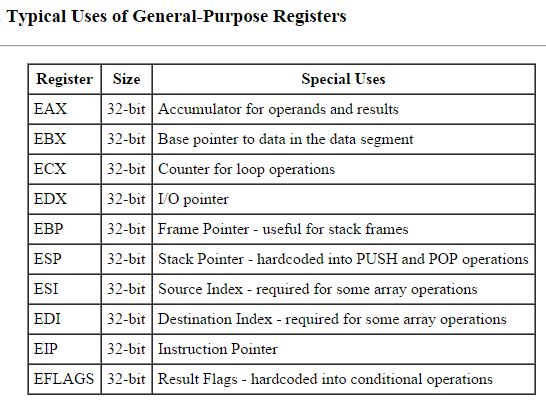 Typical Uses of General-Purpose Registers
Register Size Special Uses
EAX 32-bit Accumulator for operands and results
EBX 32-bit Base pointer to data in the data segment
ECX 32-bit Counter for loop operations
EDX 32-bit I/O pointer
EBP 32-bit Frame Pointer - useful for stack frames
ESP 32-bit Stack Pointer - hardcoded into PUSH and POP operations
ESI 32-bit Source Index - required for some array operations
EDI 32-bit Destination Index - required for some array operations
EIP 32-bit Instruction Pointer
EFLAGS 32-bit Result Flags - hardcoded into conditional operations